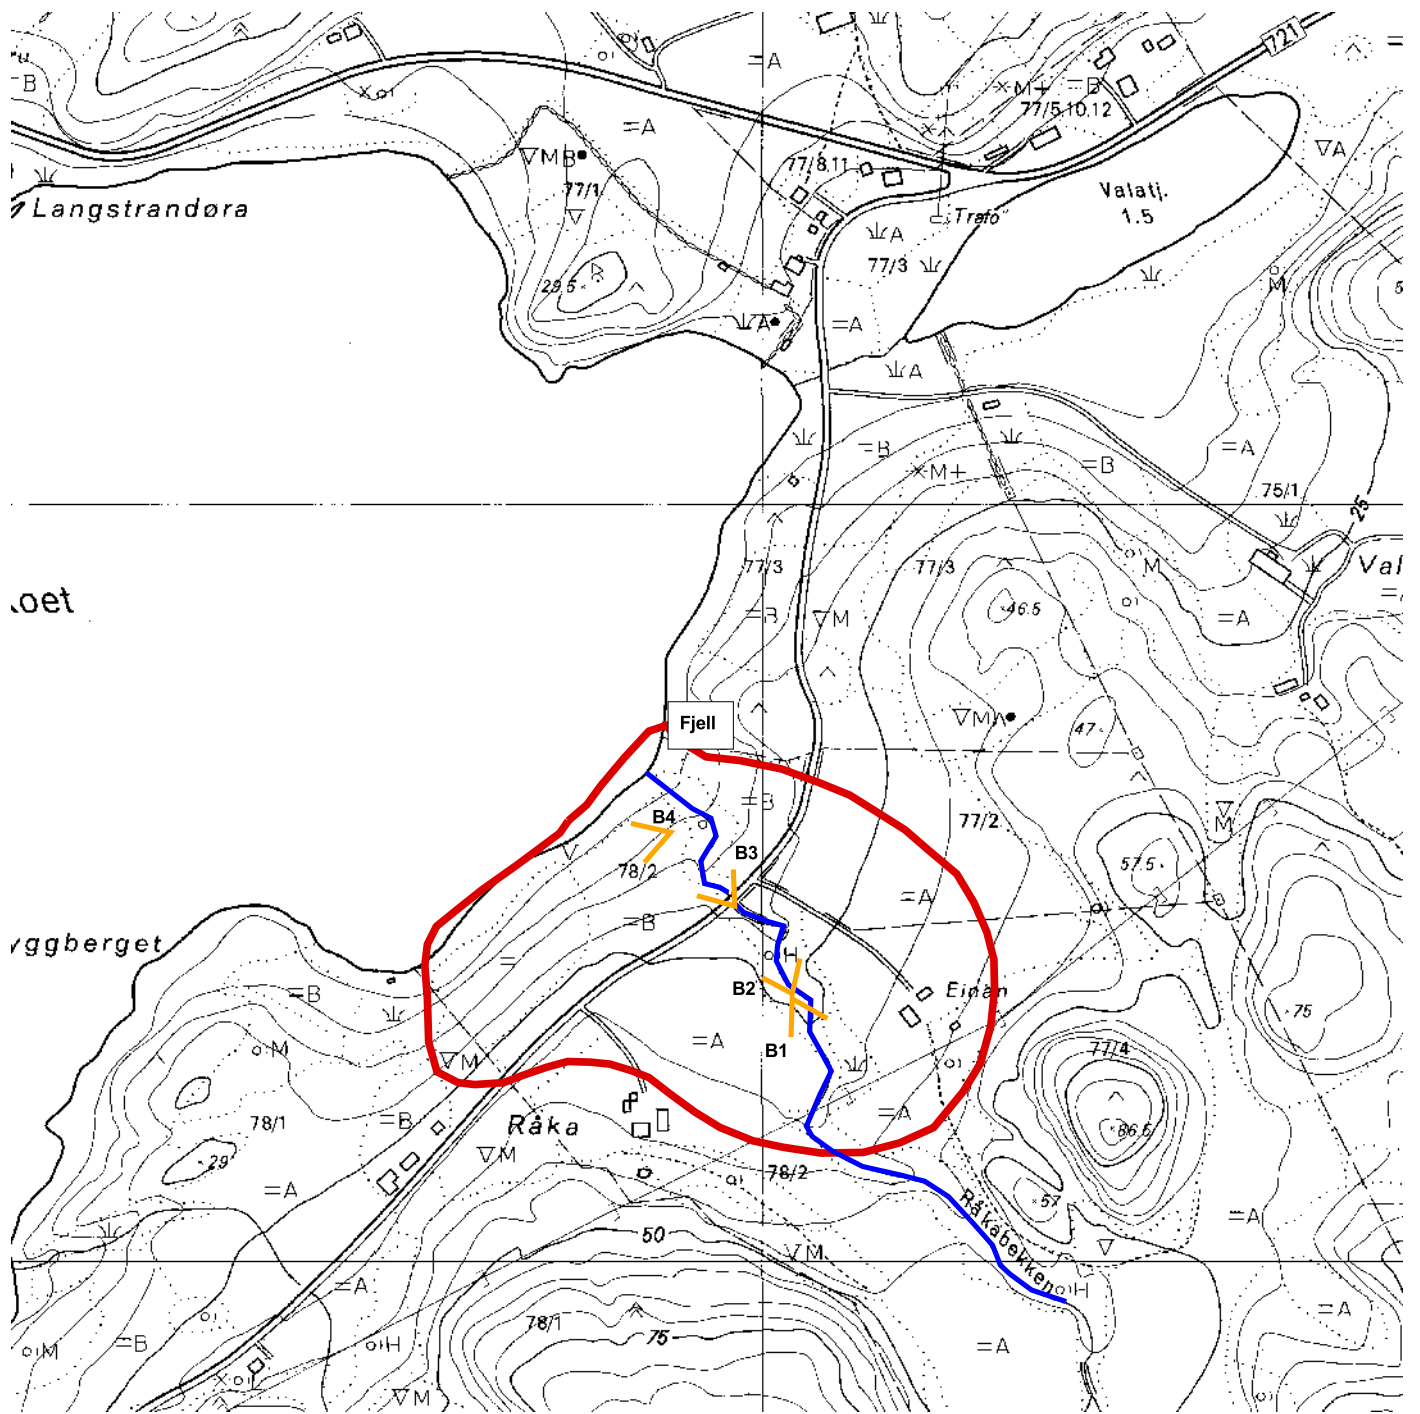 721
=A
=B
M+
=B
77/5,10,12
=A
MB
77/8.11
A
77/1
Valatj.
1.5
Langstrandøra
"Trafo"
A
77/3
M
29.5
A
=A
A
=B
M+
=B
=A
75/1
25
77/3
77/3
M
Val
oet
46.5
=B
M
=A
MA
47
Fjell
M
=B
77/2
B4
57.5
B3
78/2
=A
=B
yggberget
=
H
B2
Einan
=B
75
=A
B1
M
M
77/4
=A
78/1
=B
Råka
86.6
M
29
78/2
57
=A
Råkabekken
=A
50
M
H
=A
=A
78/1
75
M
=B
H
=A
M